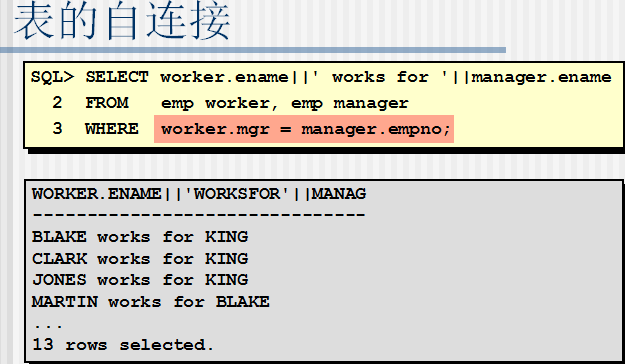 表的自连接
SQL> SELECT worker.ename||' works for '||manager.ename
2 FROM emp worker, emp manager
3 WHERE worker.mgr = manager.empno;
WORKER.ENAME||'WORKSFOR'||MANAG
-------------------------------
BLAKE works for KING
CLARK works for KING
JONES works for KING
MARTIN works for BLAKE
...
13 rows selected.